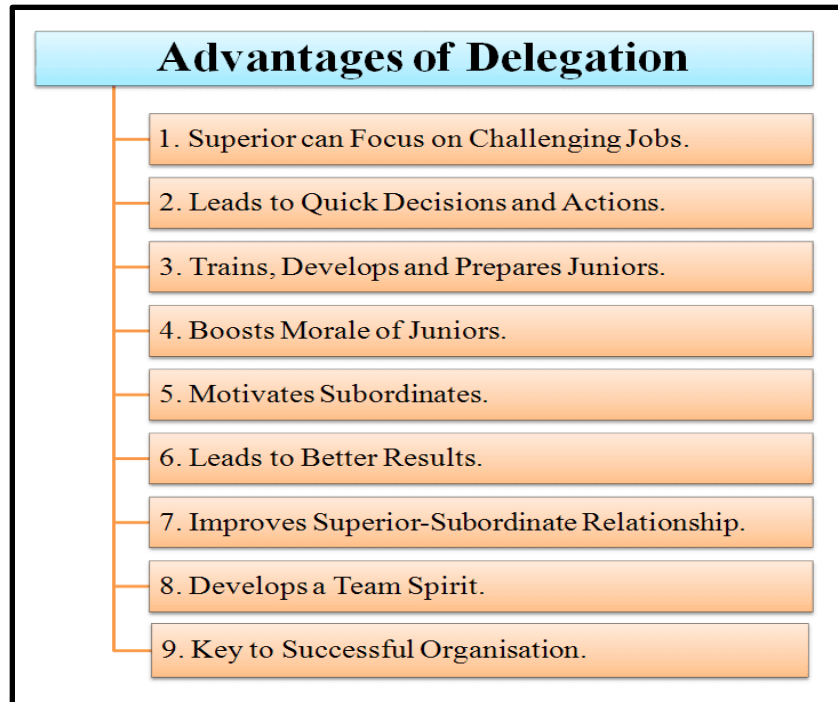 Advantages of Delegation
1. Superior can Focus on Challenging Jobs.
2. Leads to Quick Decisions and Actions.
3. Trains, Develops and Prepares Juniors.
4. Boosts Morale of Juniors.
5. Motivates Subordinates.
6. Leads to Better Results.
7. Improves Superior-Subordinate Relationship.
8. Develops a Team Spirit.
9. Key to Successful Organisation.